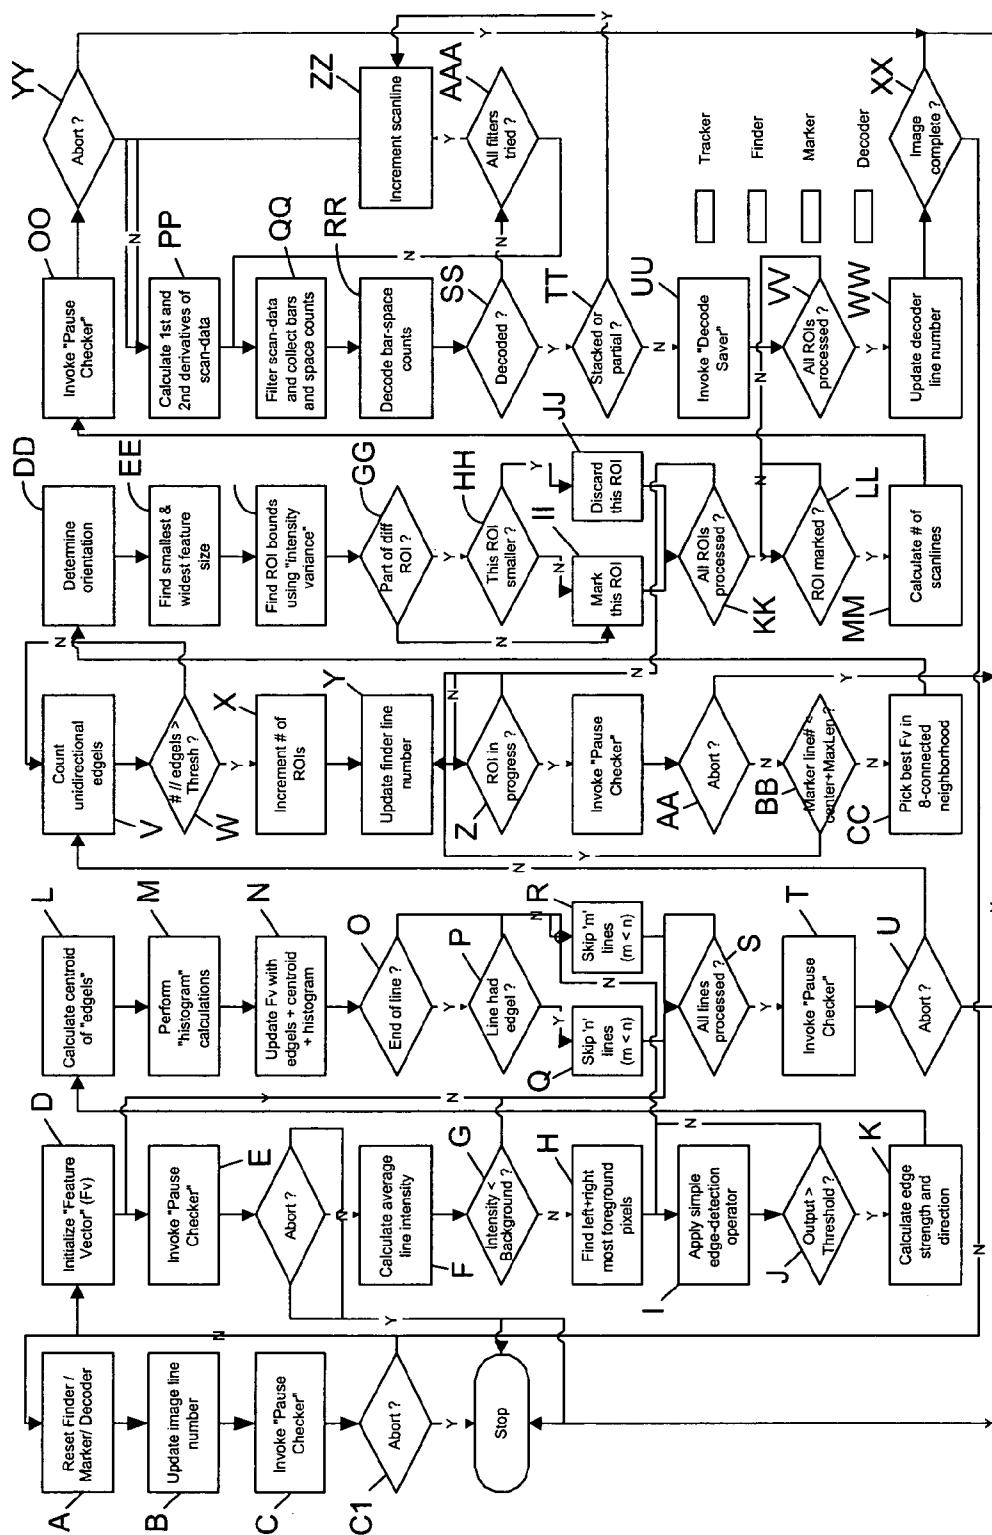 A
Reset Finder /
Marker/ Decoder
B
Update image line
number
C
Invoke "Pause
Checker"
C1
Abort ?
N
Y
Stop
D
Initialize "Feature
Vector" (Fv)
E
Invoke "Pause
Checker"
Abort ?
N
Y
F
Calculate average
line intensity
G
Intensity <
Background ?
Y
N
H
Find left+right
most foreground
pixels
I
Apply simple
edge-detection
operator
J
Output >
Threshold ?
N
Y
K
Calculate edge
strength and
direction
L
Calculate centroid
of "edgels"
M
Perform
"histogram"
calculations
N
Update Fv with
edgels + centroid
+ histogram
O
End of line ?
N
Y
P
Line had
edgel ?
N
Y
Q
Skip 'n'
lines
(m < n)
R
Skip 'm'
lines
(m < n)
S
All lines
processed ?
N
Y
T
Invoke "Pause
Checker"
U
Abort ?
N
Y
V
Count
unidirectional
edgels
W
# // edgels >
Thresh ?
N
Y
X
Increment # of
ROIs
Y
Update finder line
number
Z
ROI in
progress ?
N
Y
Invoke "Pause
Checker"
AA
Abort ?
Y
N
BB
Marker line# <
center+MaxLen ?
Y
N
CC
Pick best Fv in
8-connected
neighborhood
DD
Determine
orientation
EE
Find smallest &
widest feature
size
Find ROI bounds
using "intensity
variance"
GG
Part of diff
ROI ?
N
Y
HH
This ROI
smaller ?
N
Y
II
Mark
this ROI
JJ
Discard
this ROI
KK
All ROIs
processed ?
N
Y
LL
ROI marked ?
N
Y
MM
Calculate # of
scanlines
OO
Invoke "Pause
Checker"
YY
Abort ?
Y
N
N
PP
Calculate 1st and
2nd derivatives of
scan-data
QQ
Filter scan-data
and collect bars
and space counts
RR
Decode bar-space
counts
SS
Decoded ?
N
Y
TT
Stacked or
partial ?
Y
N
UU
Invoke "Decode
Saver"
VV
All ROIs
processed ?
N
Y
WW
Update decoder
line number
XX
Image
complete ?
Y
N
ZZ
Increment scanline
AAA
All filters
tried ?
Y
N
Tracker
Finder
Marker
Decoder